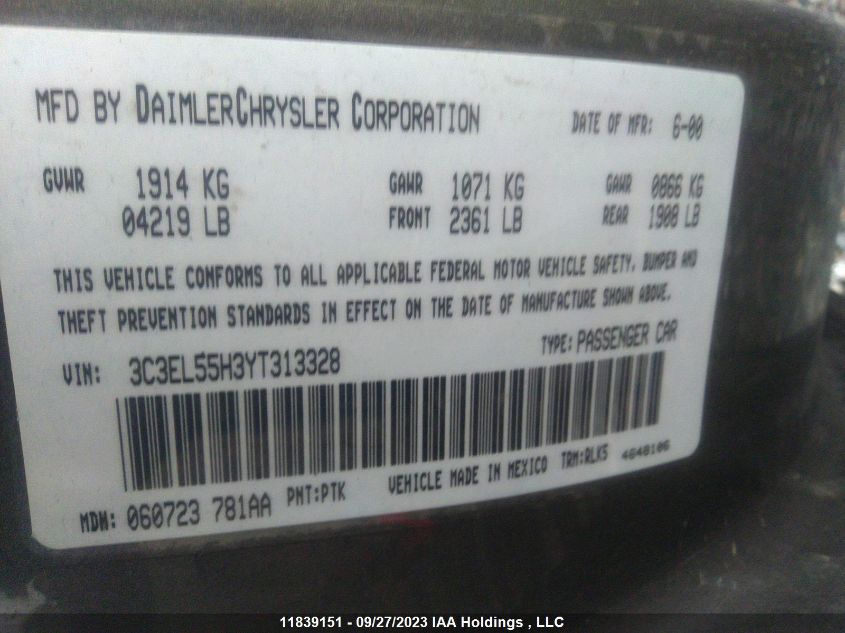 MFD BY DAIMLERCHRYSLER CORPORATION DATE OF MFR: 6-00
GVWR 1914 KG GAWR 1071 KG GAWR 0866 KG
04219 LB FRONT 2361 LB REAR 1908 LB
THIS VEHICLE CONFORMS TO ALL APPLICABLE FEDERAL MOTOR VEHICLE SAFETY, BUMPER AND
THEFT PREVENTION STANDARDS IN EFFECT ON THE DATE OF MANUFACTURE SHOWN ABOVE.
VIN: 3C3EL55H3YT313328 TYPE: PASSENGER CAR
MDH: 060723 781AA PNT:PTK VEHICLE MADE IN MEXICO TRM:RLK5 4648106
11839151 - 09/27/2023 IAA Holdings , LLC